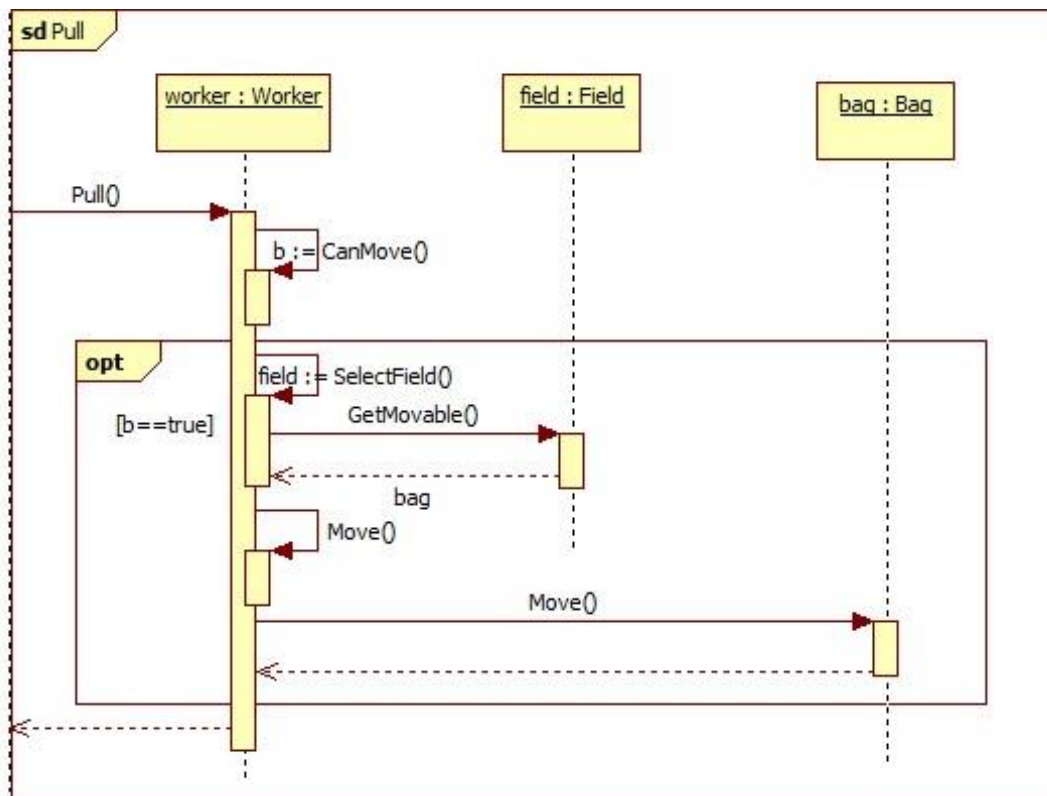 sd Pull
worker : Worker
field : Field
bag : Bag
Pull()
b := CanMove()
opt
field := SelectField()
[b==true]
GetMovable()
bag
Move()
Move()